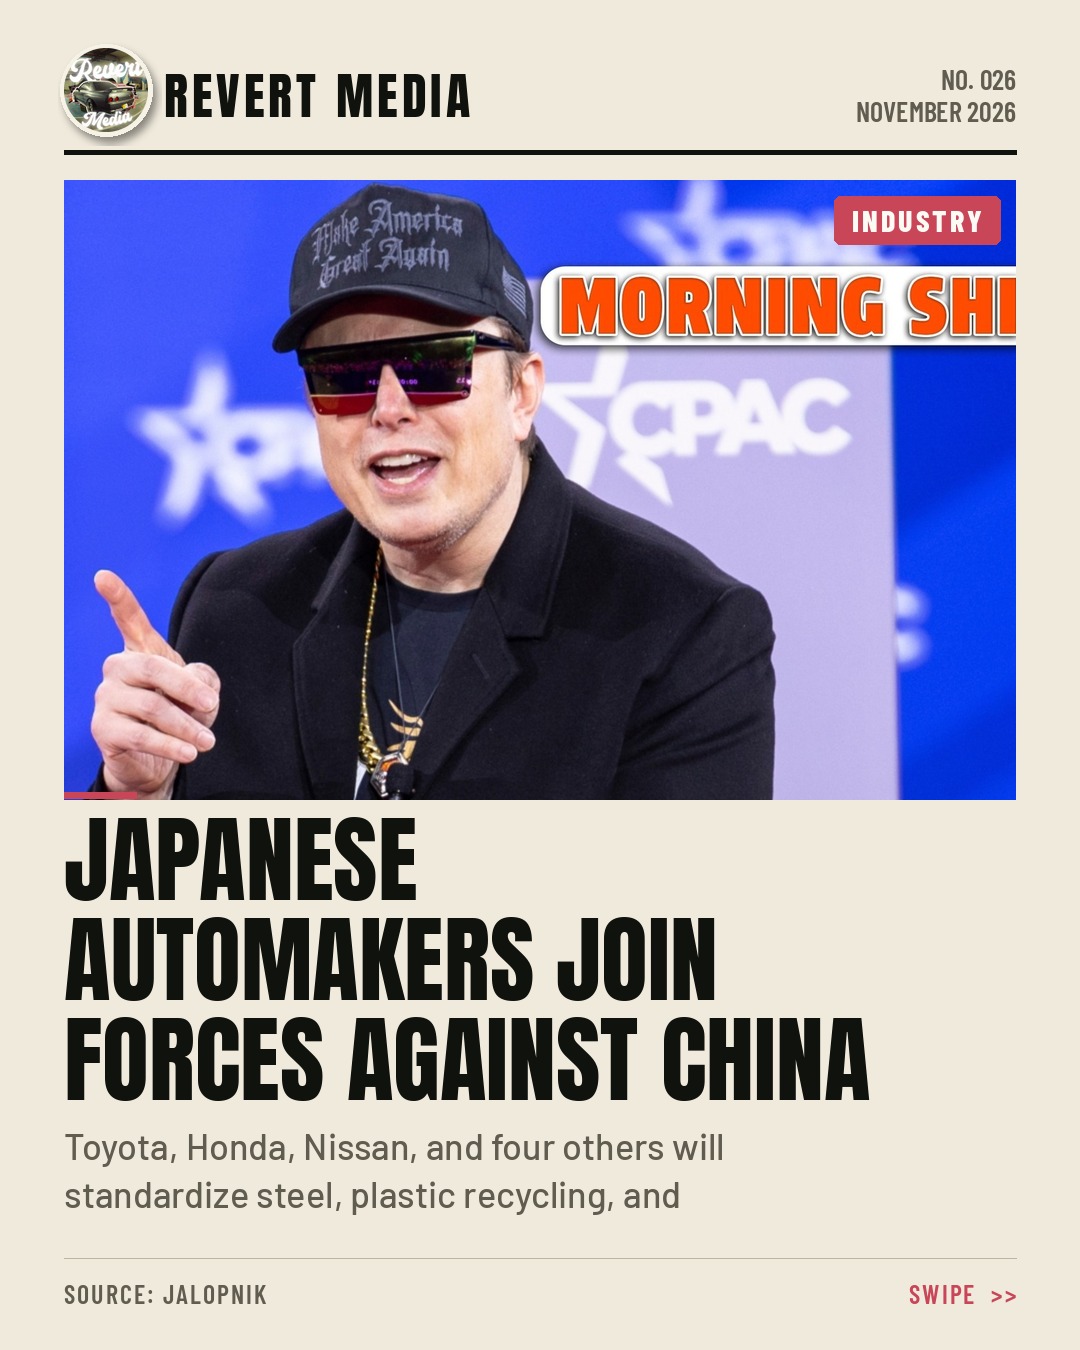 Revert
Media
REVERT MEDIA
NO. 026
NOVEMBER 2026
INDUSTRY
Make America
Great Again
MORNING SHI
CPAC
JAPANESE
AUTOMAKERS JOIN
FORCES AGAINST CHINA
Toyota, Honda, Nissan, and four others will
standardize steel, plastic recycling, and
SOURCE: JALOPNIK
SWIPE >>